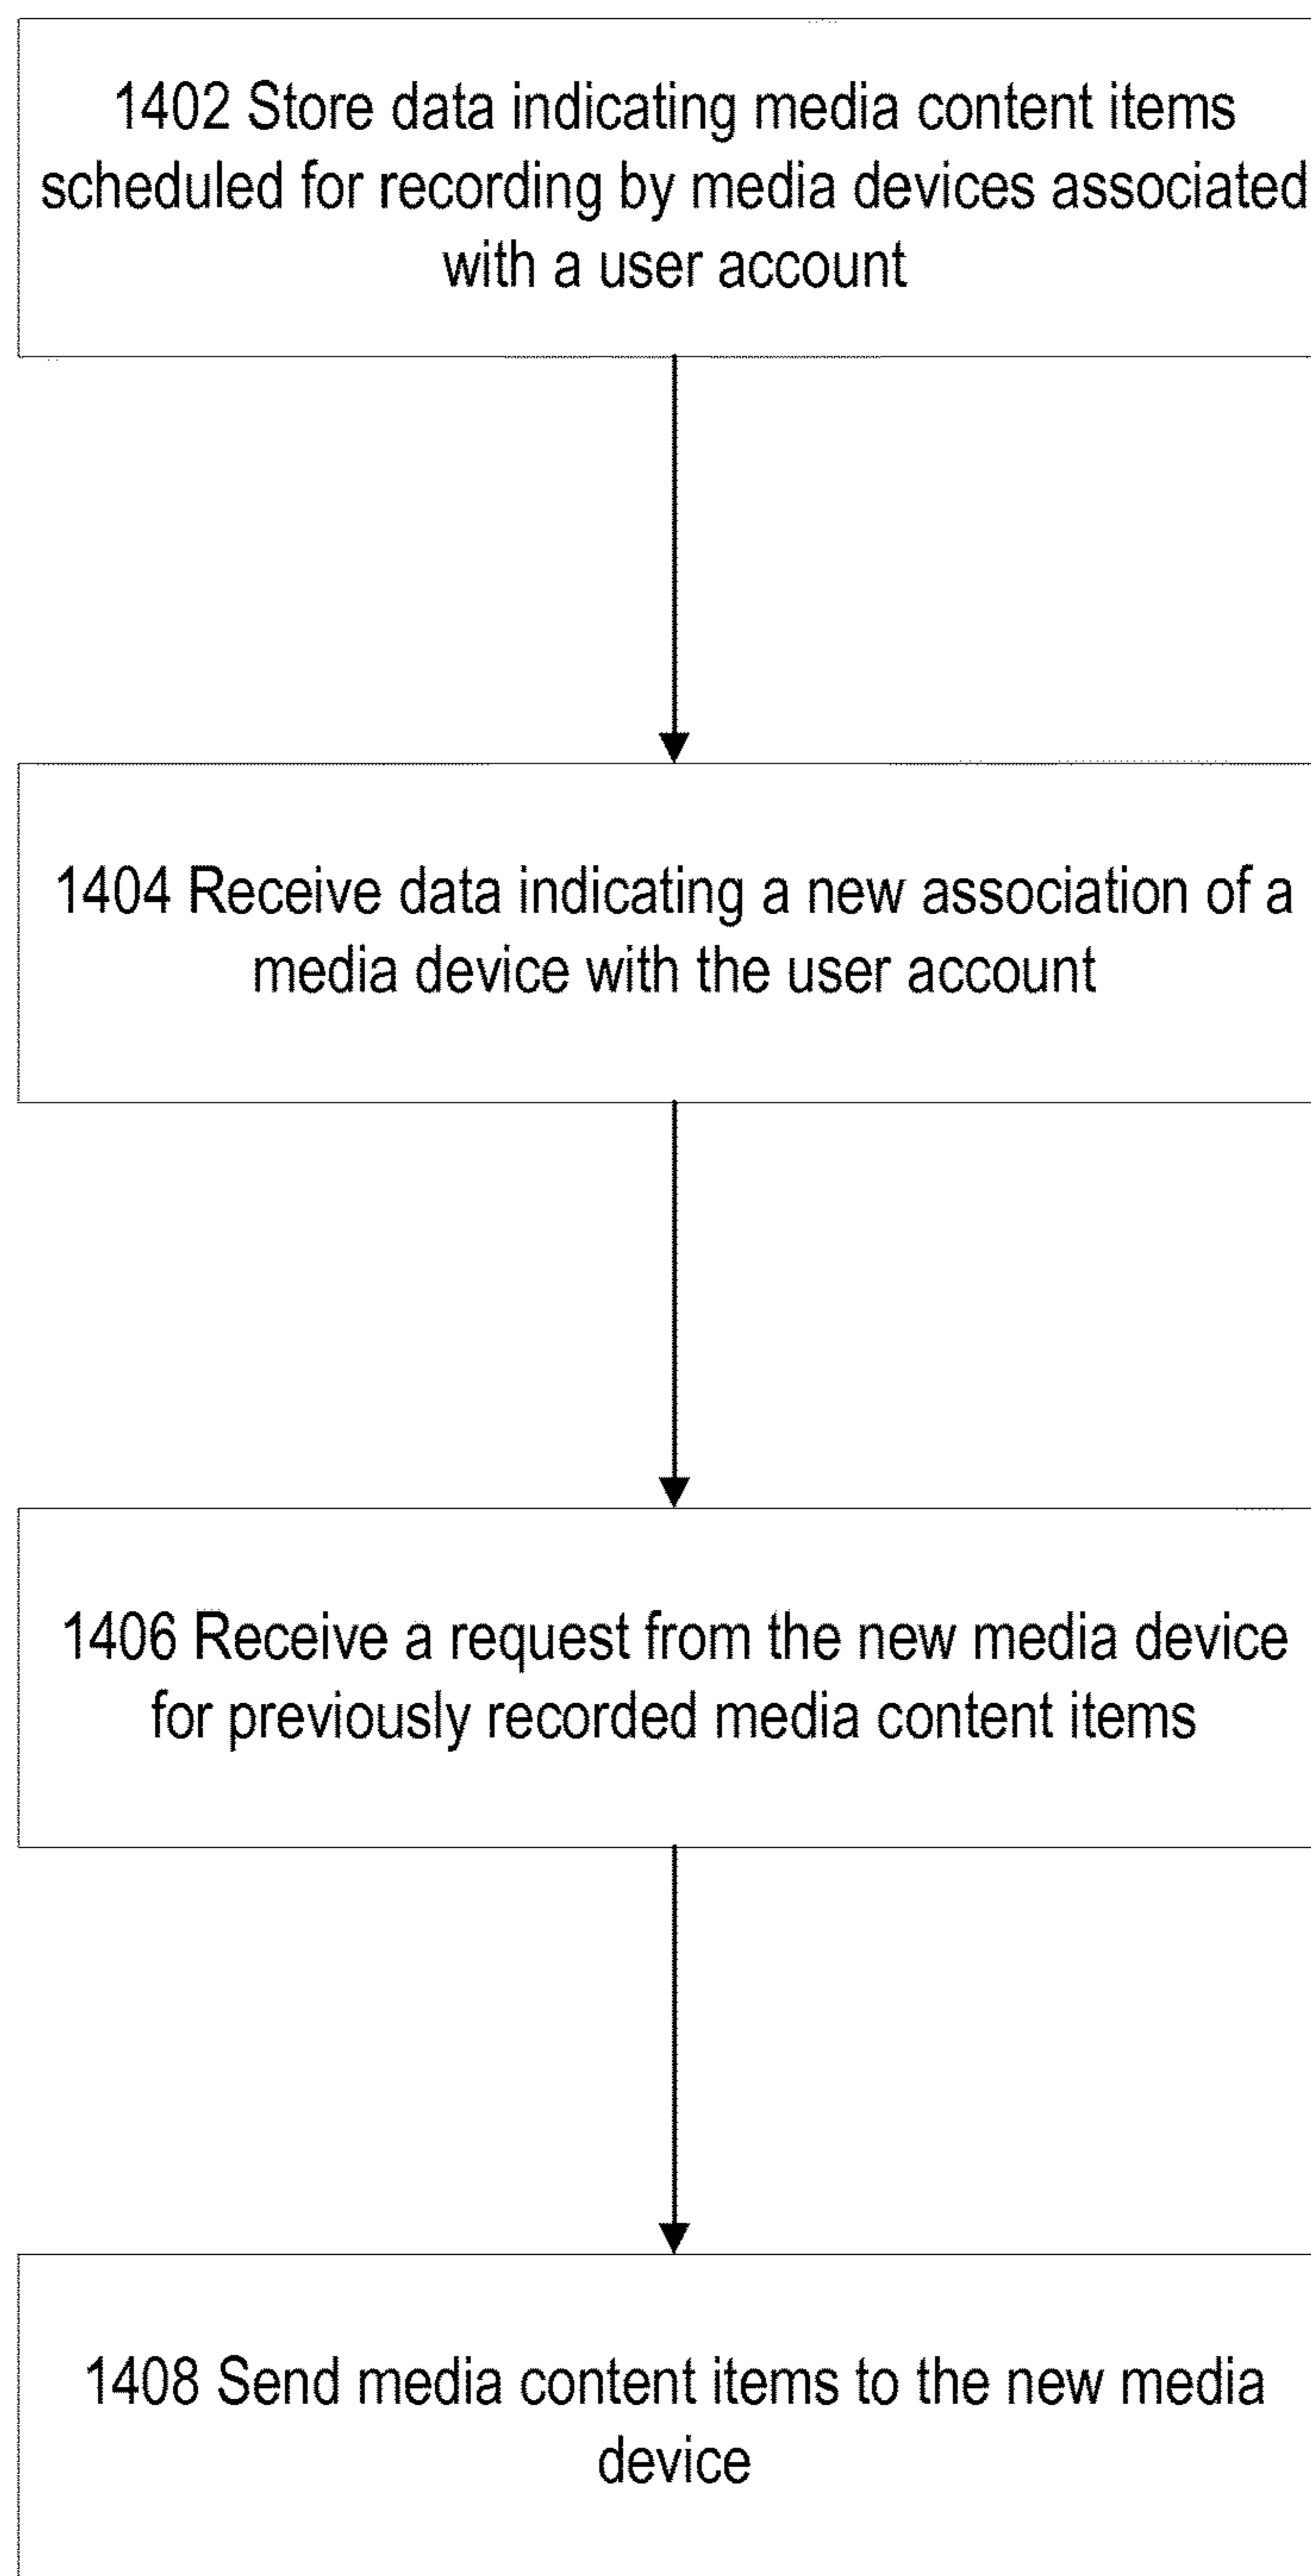 1402 Store data indicating media content items
scheduled for recording by media devices associated
with a user account
1404 Receive data indicating a new association of a
media device with the user account
1406 Receive a request from the new media device
for previously recorded media content items
1408 Send media content items to the new media
device